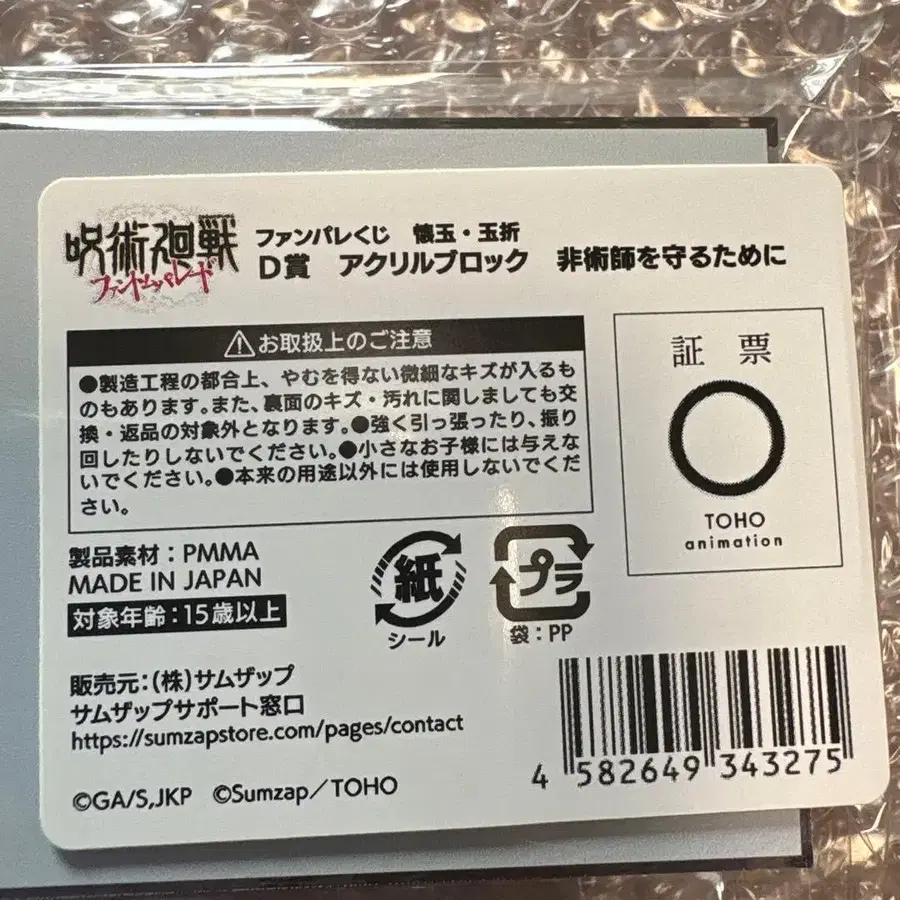 呪術廻戦
ファントムパレード
ファンパレくじ 懐玉・玉折
D賞 アクリルブロック 非術師を守るために
⚠お取扱上のご注意
●製造工程の都合上、やむを得ない微細なキズが入るも
のもあります。また、裏面のキズ・汚れに関しましても交
換・返品の対象外となります。●強く引っ張ったり、振り
回したりしないでください。●小さなお子様には与えな
いでください。●本来の用途以外には使用しないでくだ
さい。
証 票
TOHO
animation
製品素材：PMMA
MADE IN JAPAN
対象年齢：15歳以上
紙
シール
プラ
袋：PP
販売元：(株)サムザップ
サムザップサポート窓口
https://sumzapstore.com/pages/contact
©GA/S,JKP ©Sumzap／TOHO
4 582649 343275